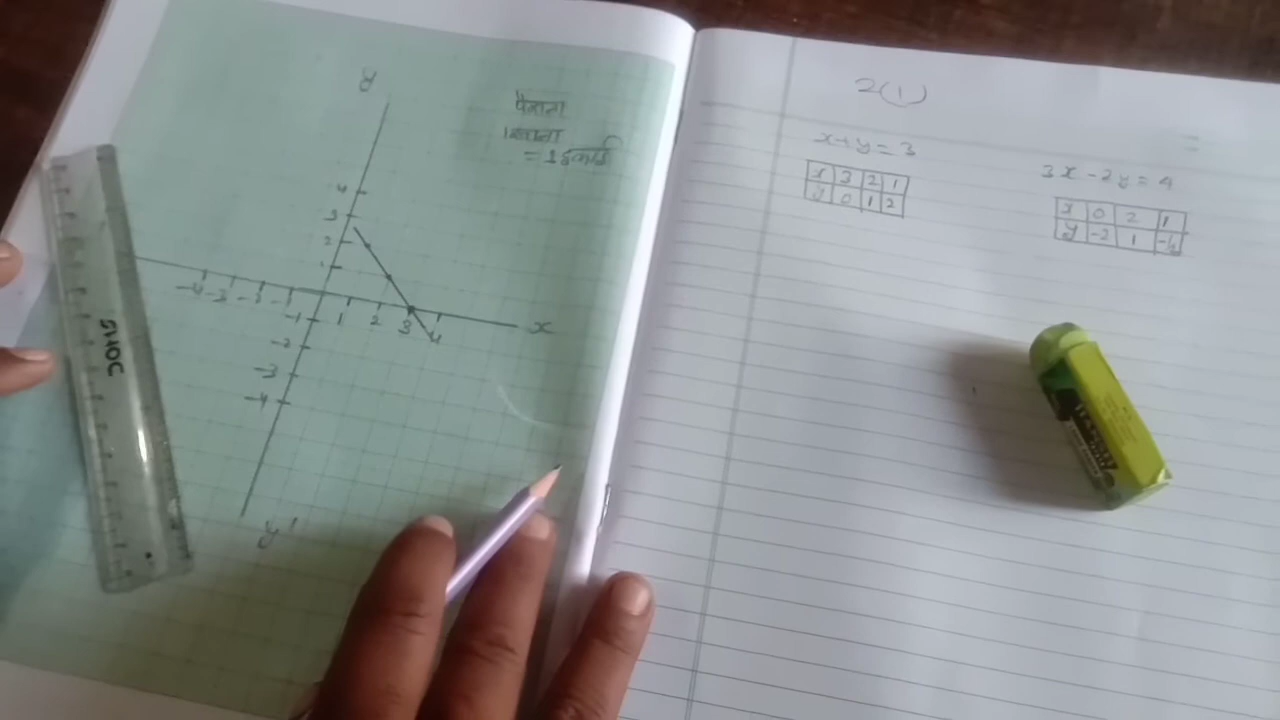 y
पैमाना
1 खाना
= 1 इकाई
4
3
2
1
-4 -3 -2 -1
1 2 3 4 x
-1
-2
-3
-4
y'
2(1)
x+y=3
x 3 2 1
y 0 1 2
3x-2y=4
x 0 2 1
y -2 1 -½